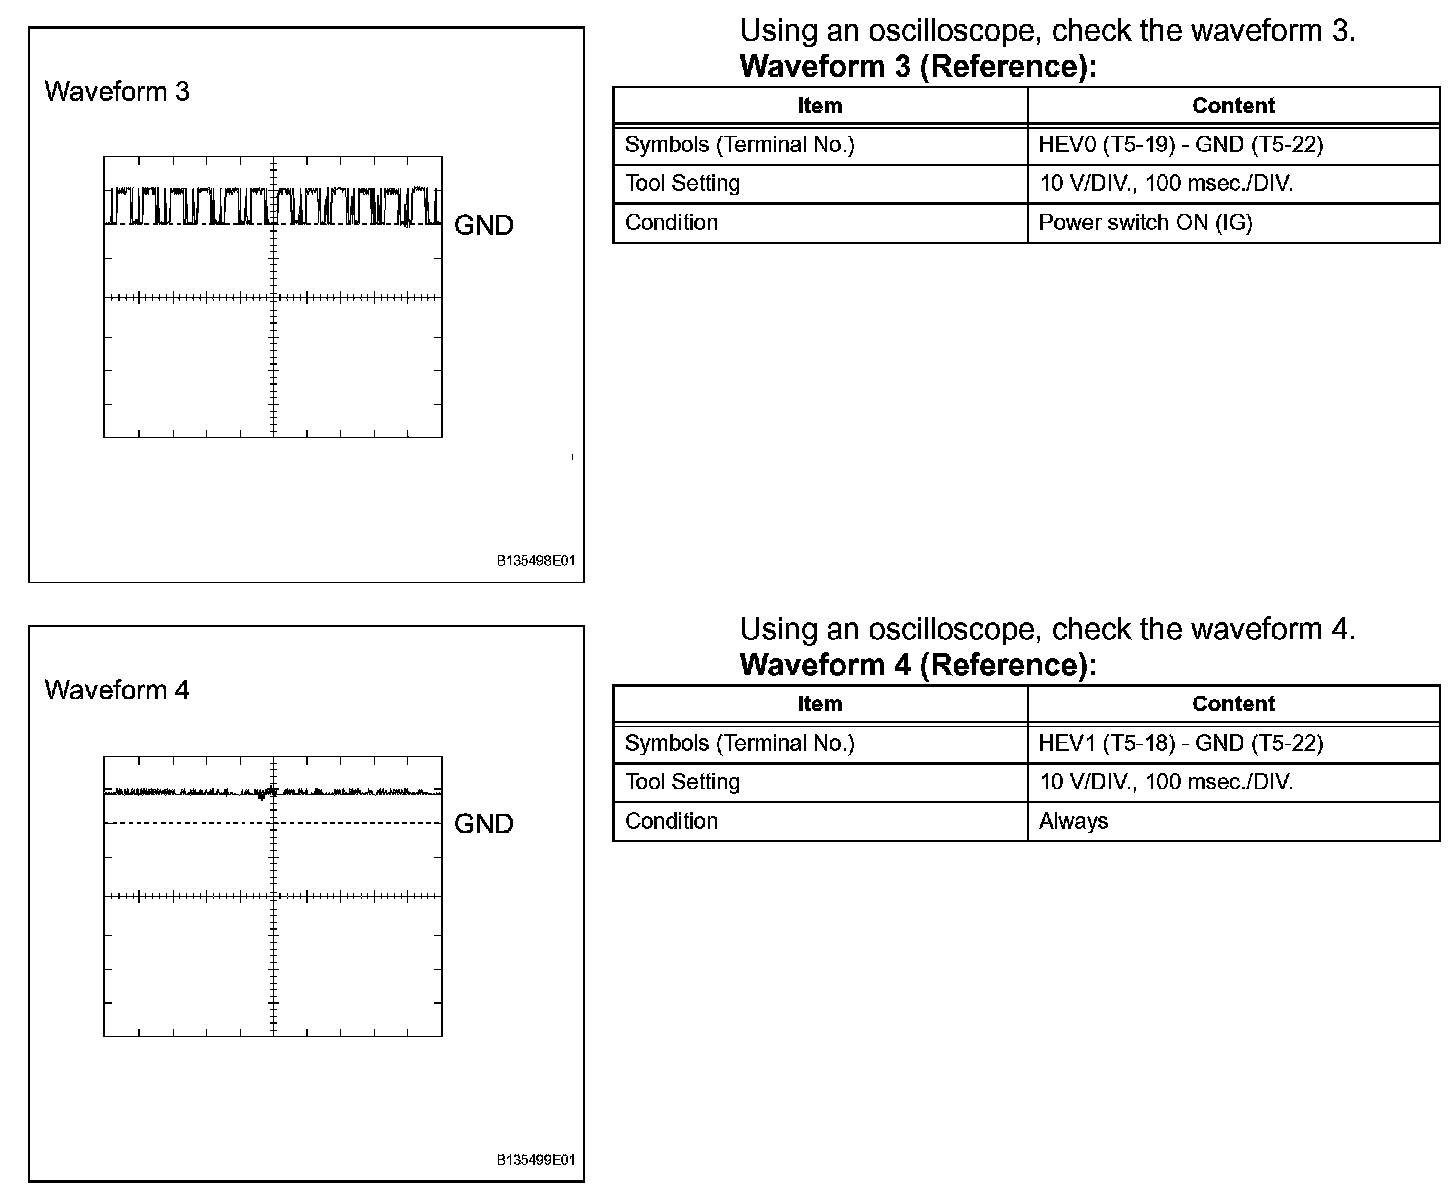 Using an oscilloscope, check the waveform 3.
Waveform 3 (Reference):
Waveform 3
GND
B135498E01
Item Content
Symbols (Terminal No.) HEV0 (T5-19) - GND (T5-22)
Tool Setting 10 V/DIV., 100 msec./DIV.
Condition Power switch ON (IG)
Using an oscilloscope, check the waveform 4.
Waveform 4 (Reference):
Waveform 4
GND
B135499E01
Item Content
Symbols (Terminal No.) HEV1 (T5-18) - GND (T5-22)
Tool Setting 10 V/DIV., 100 msec./DIV.
Condition Always